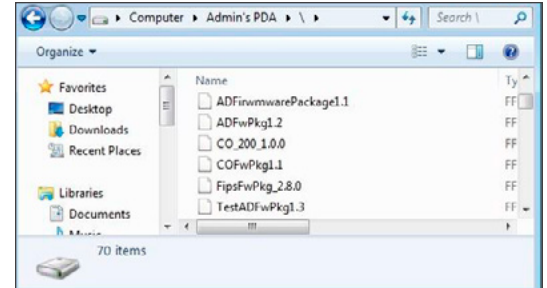 Computer ▸ Admin's PDA ▸ \ ▸
Search \
Organize
Name
Ty
Favorites
Desktop
Downloads
Recent Places
Libraries
Documents
Music
ADFirwmwarePackage1.1
FF
ADFwPkg1.2
FF
CO_200_1.0.0
FF
COFwPkg1.1
FF
FipsFwPkg_2.8.0
FF
TestADFwPkg1.3
FF
70 items